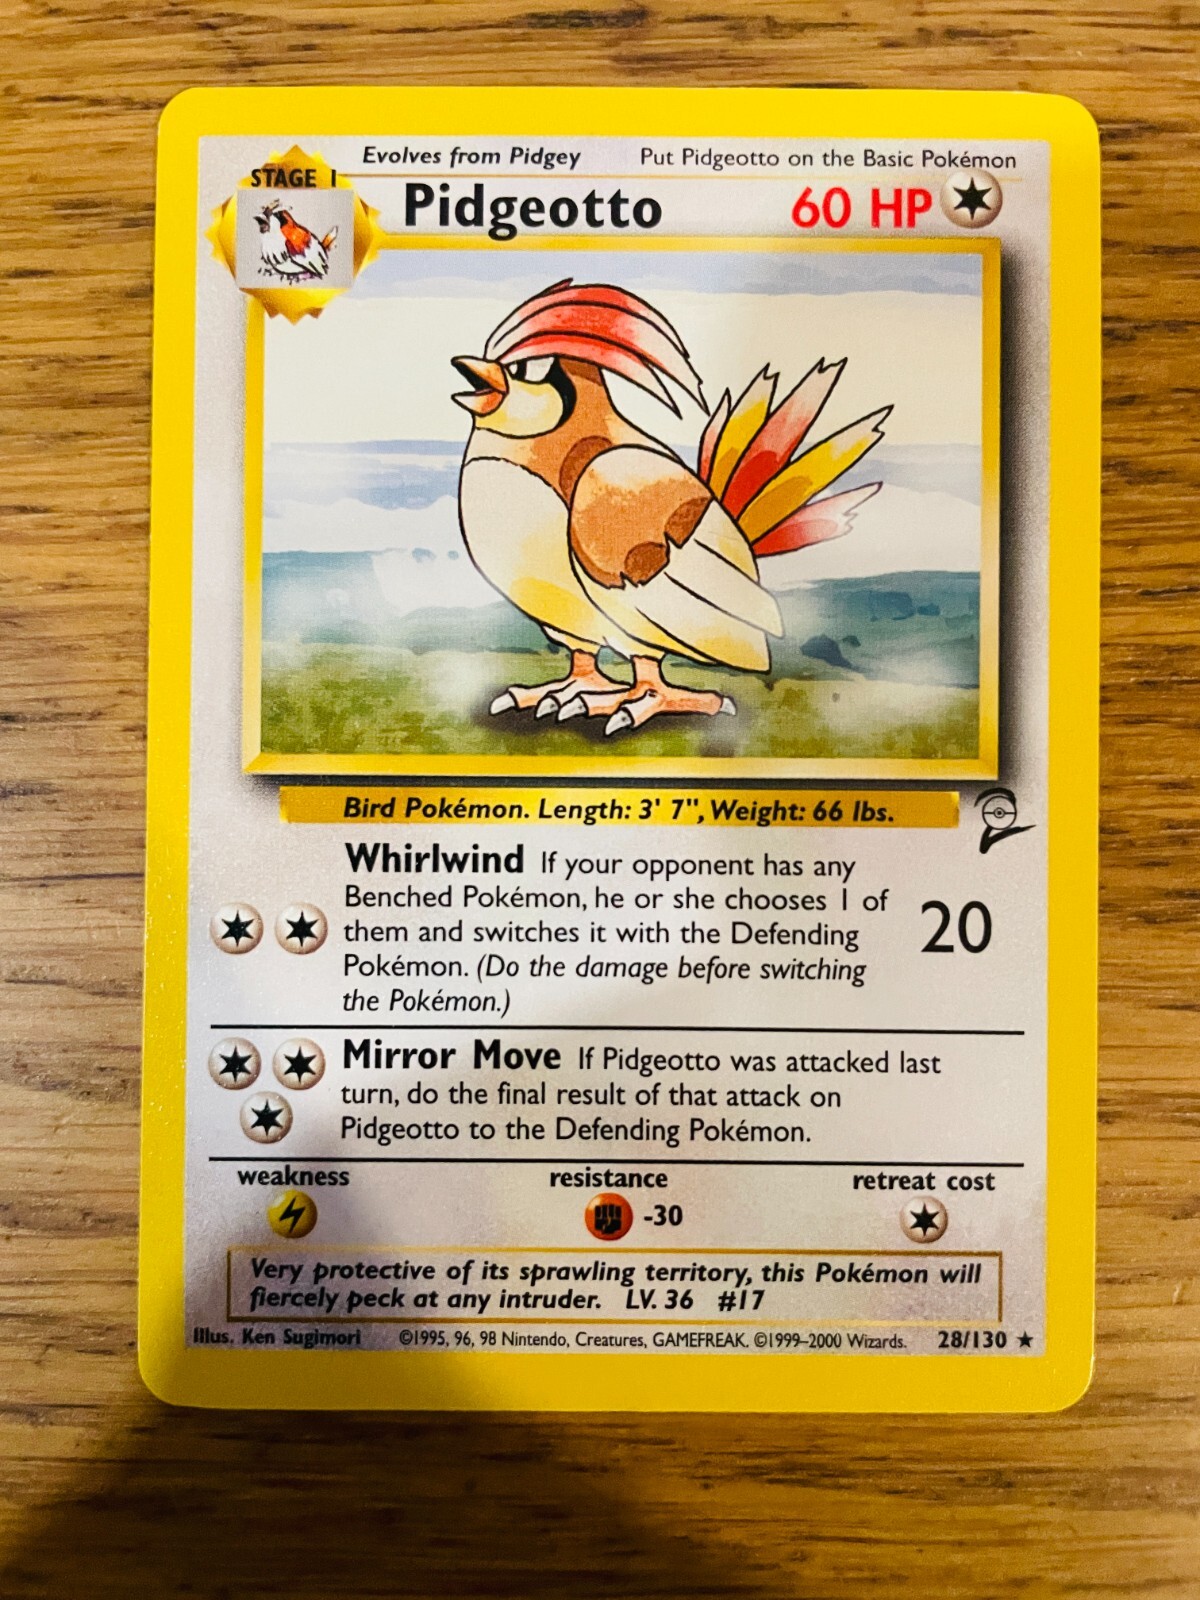 Evolves from Pidgey Put Pidgeotto on the Basic Pokémon
STAGE 1
Pidgeotto 60 HP
Bird Pokémon. Length: 3' 7", Weight: 66 lbs.
Whirlwind If your opponent has any
Benched Pokémon, he or she chooses 1 of
them and switches it with the Defending
Pokémon. (Do the damage before switching
the Pokémon.)
20
Mirror Move If Pidgeotto was attacked last
turn, do the final result of that attack on
Pidgeotto to the Defending Pokémon.
weakness resistance retreat cost
-30
Very protective of its sprawling territory, this Pokémon will
fiercely peck at any intruder. LV. 36 #17
Illus. Ken Sugimori ©1995, 96, 98 Nintendo, Creatures, GAMEFREAK. ©1999–2000 Wizards. 28/130 ★